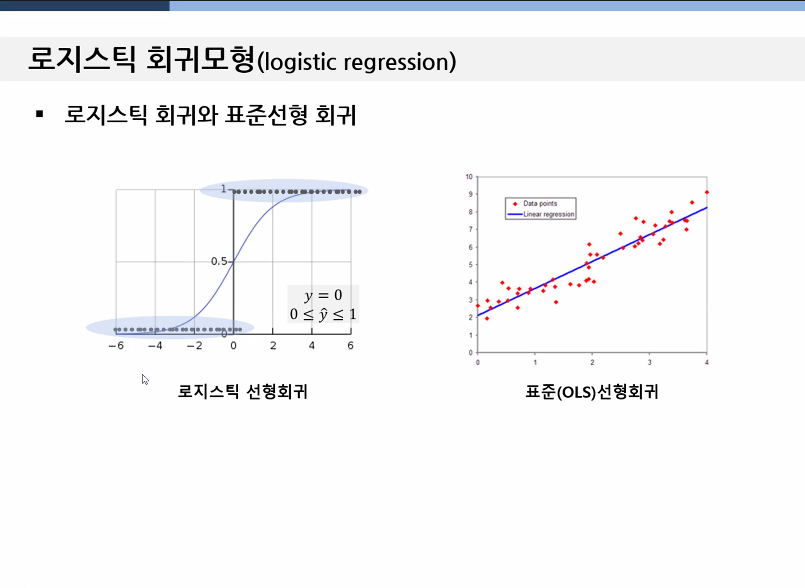 로지스틱 회귀모형(logistic regression)
▪ 로지스틱 회귀와 표준선형 회귀
1
0.5
0
y = 0
0 ≤ ŷ ≤ 1
−6 −4 −2 0 2 4 6
로지스틱 선형회귀
10
9
8
7
6
5
4
3
2
1
0
Data points
Linear regression
0 1 2 3 4
표준(OLS)선형회귀